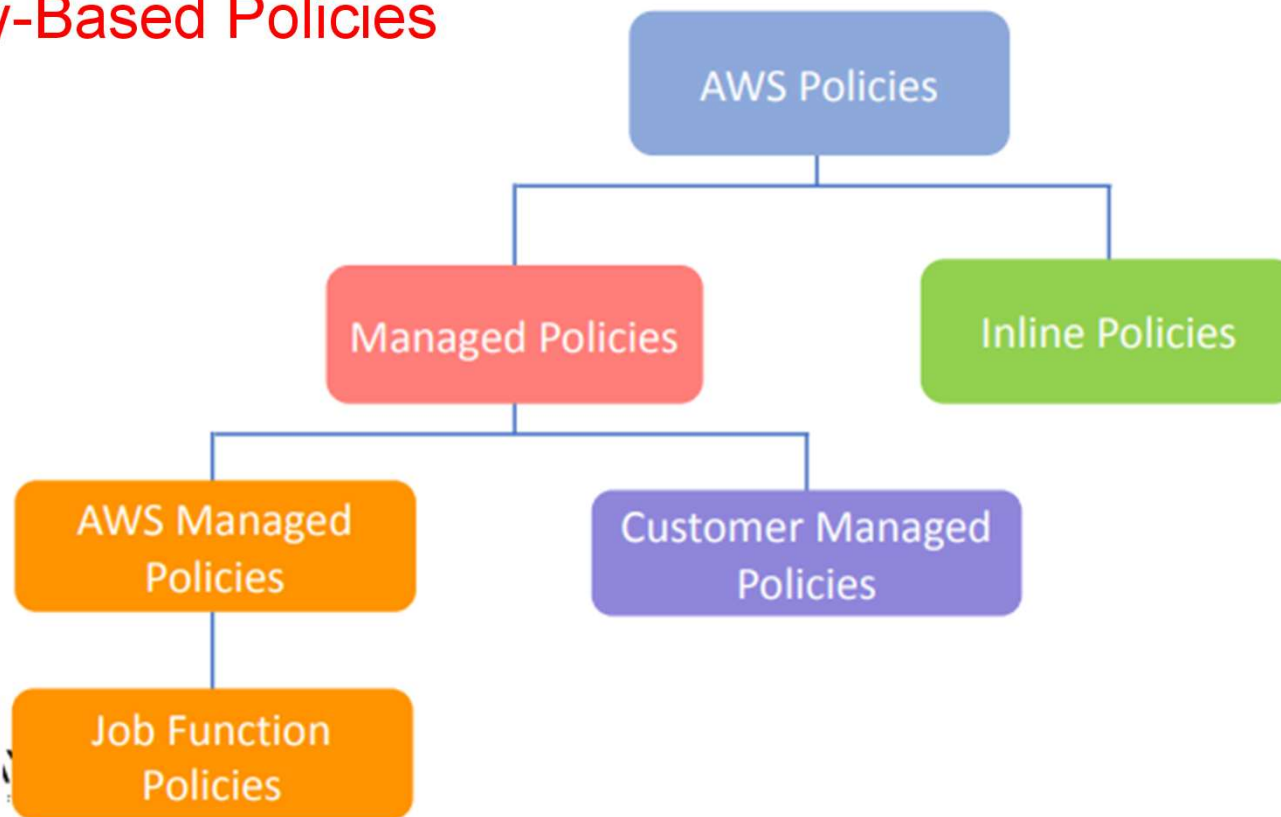 y-Based Policies
AWS Policies
Managed Policies
Inline Policies
AWS Managed
Policies
Customer Managed
Policies
Job Function
Policies